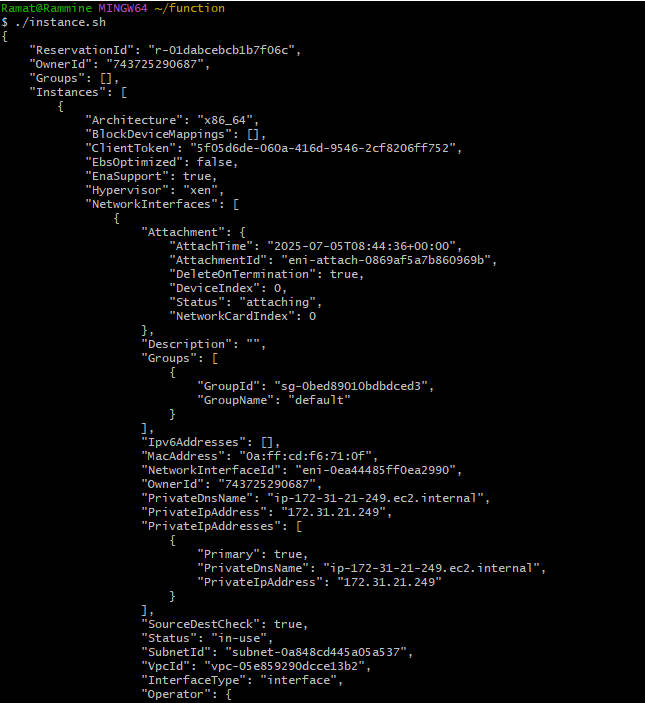 Ramat@Rammine MINGW64 ~/function
$ ./instance.sh
{
    "ReservationId": "r-01dabcebcb1b7f06c",
    "OwnerId": "743725290687",
    "Groups": [],
    "Instances": [
        {
            "Architecture": "x86_64",
            "BlockDeviceMappings": [],
            "ClientToken": "5f05d6de-060a-416d-9546-2cf8206ff752",
            "EbsOptimized": false,
            "EnaSupport": true,
            "Hypervisor": "xen",
            "NetworkInterfaces": [
                {
                    "Attachment": {
                        "AttachTime": "2025-07-05T08:44:36+00:00",
                        "AttachmentId": "eni-attach-0869af5a7b860969b",
                        "DeleteOnTermination": true,
                        "DeviceIndex": 0,
                        "Status": "attaching",
                        "NetworkCardIndex": 0
                    },
                    "Description": "",
                    "Groups": [
                        {
                            "GroupId": "sg-0bed89010bdbdced3",
                            "GroupName": "default"
                        }
                    ],
                    "Ipv6Addresses": [],
                    "MacAddress": "0a:ff:cd:f6:71:0f",
                    "NetworkInterfaceId": "eni-0ea44485ff0ea2990",
                    "OwnerId": "743725290687",
                    "PrivateDnsName": "ip-172-31-21-249.ec2.internal",
                    "PrivateIpAddress": "172.31.21.249",
                    "PrivateIpAddresses": [
                        {
                            "Primary": true,
                            "PrivateDnsName": "ip-172-31-21-249.ec2.internal",
                            "PrivateIpAddress": "172.31.21.249"
                        }
                    ],
                    "SourceDestCheck": true,
                    "Status": "in-use",
                    "SubnetId": "subnet-0a848cd445a05a537",
                    "VpcId": "vpc-05e859290dcce13b2",
                    "InterfaceType": "interface",
                    "Operator": {